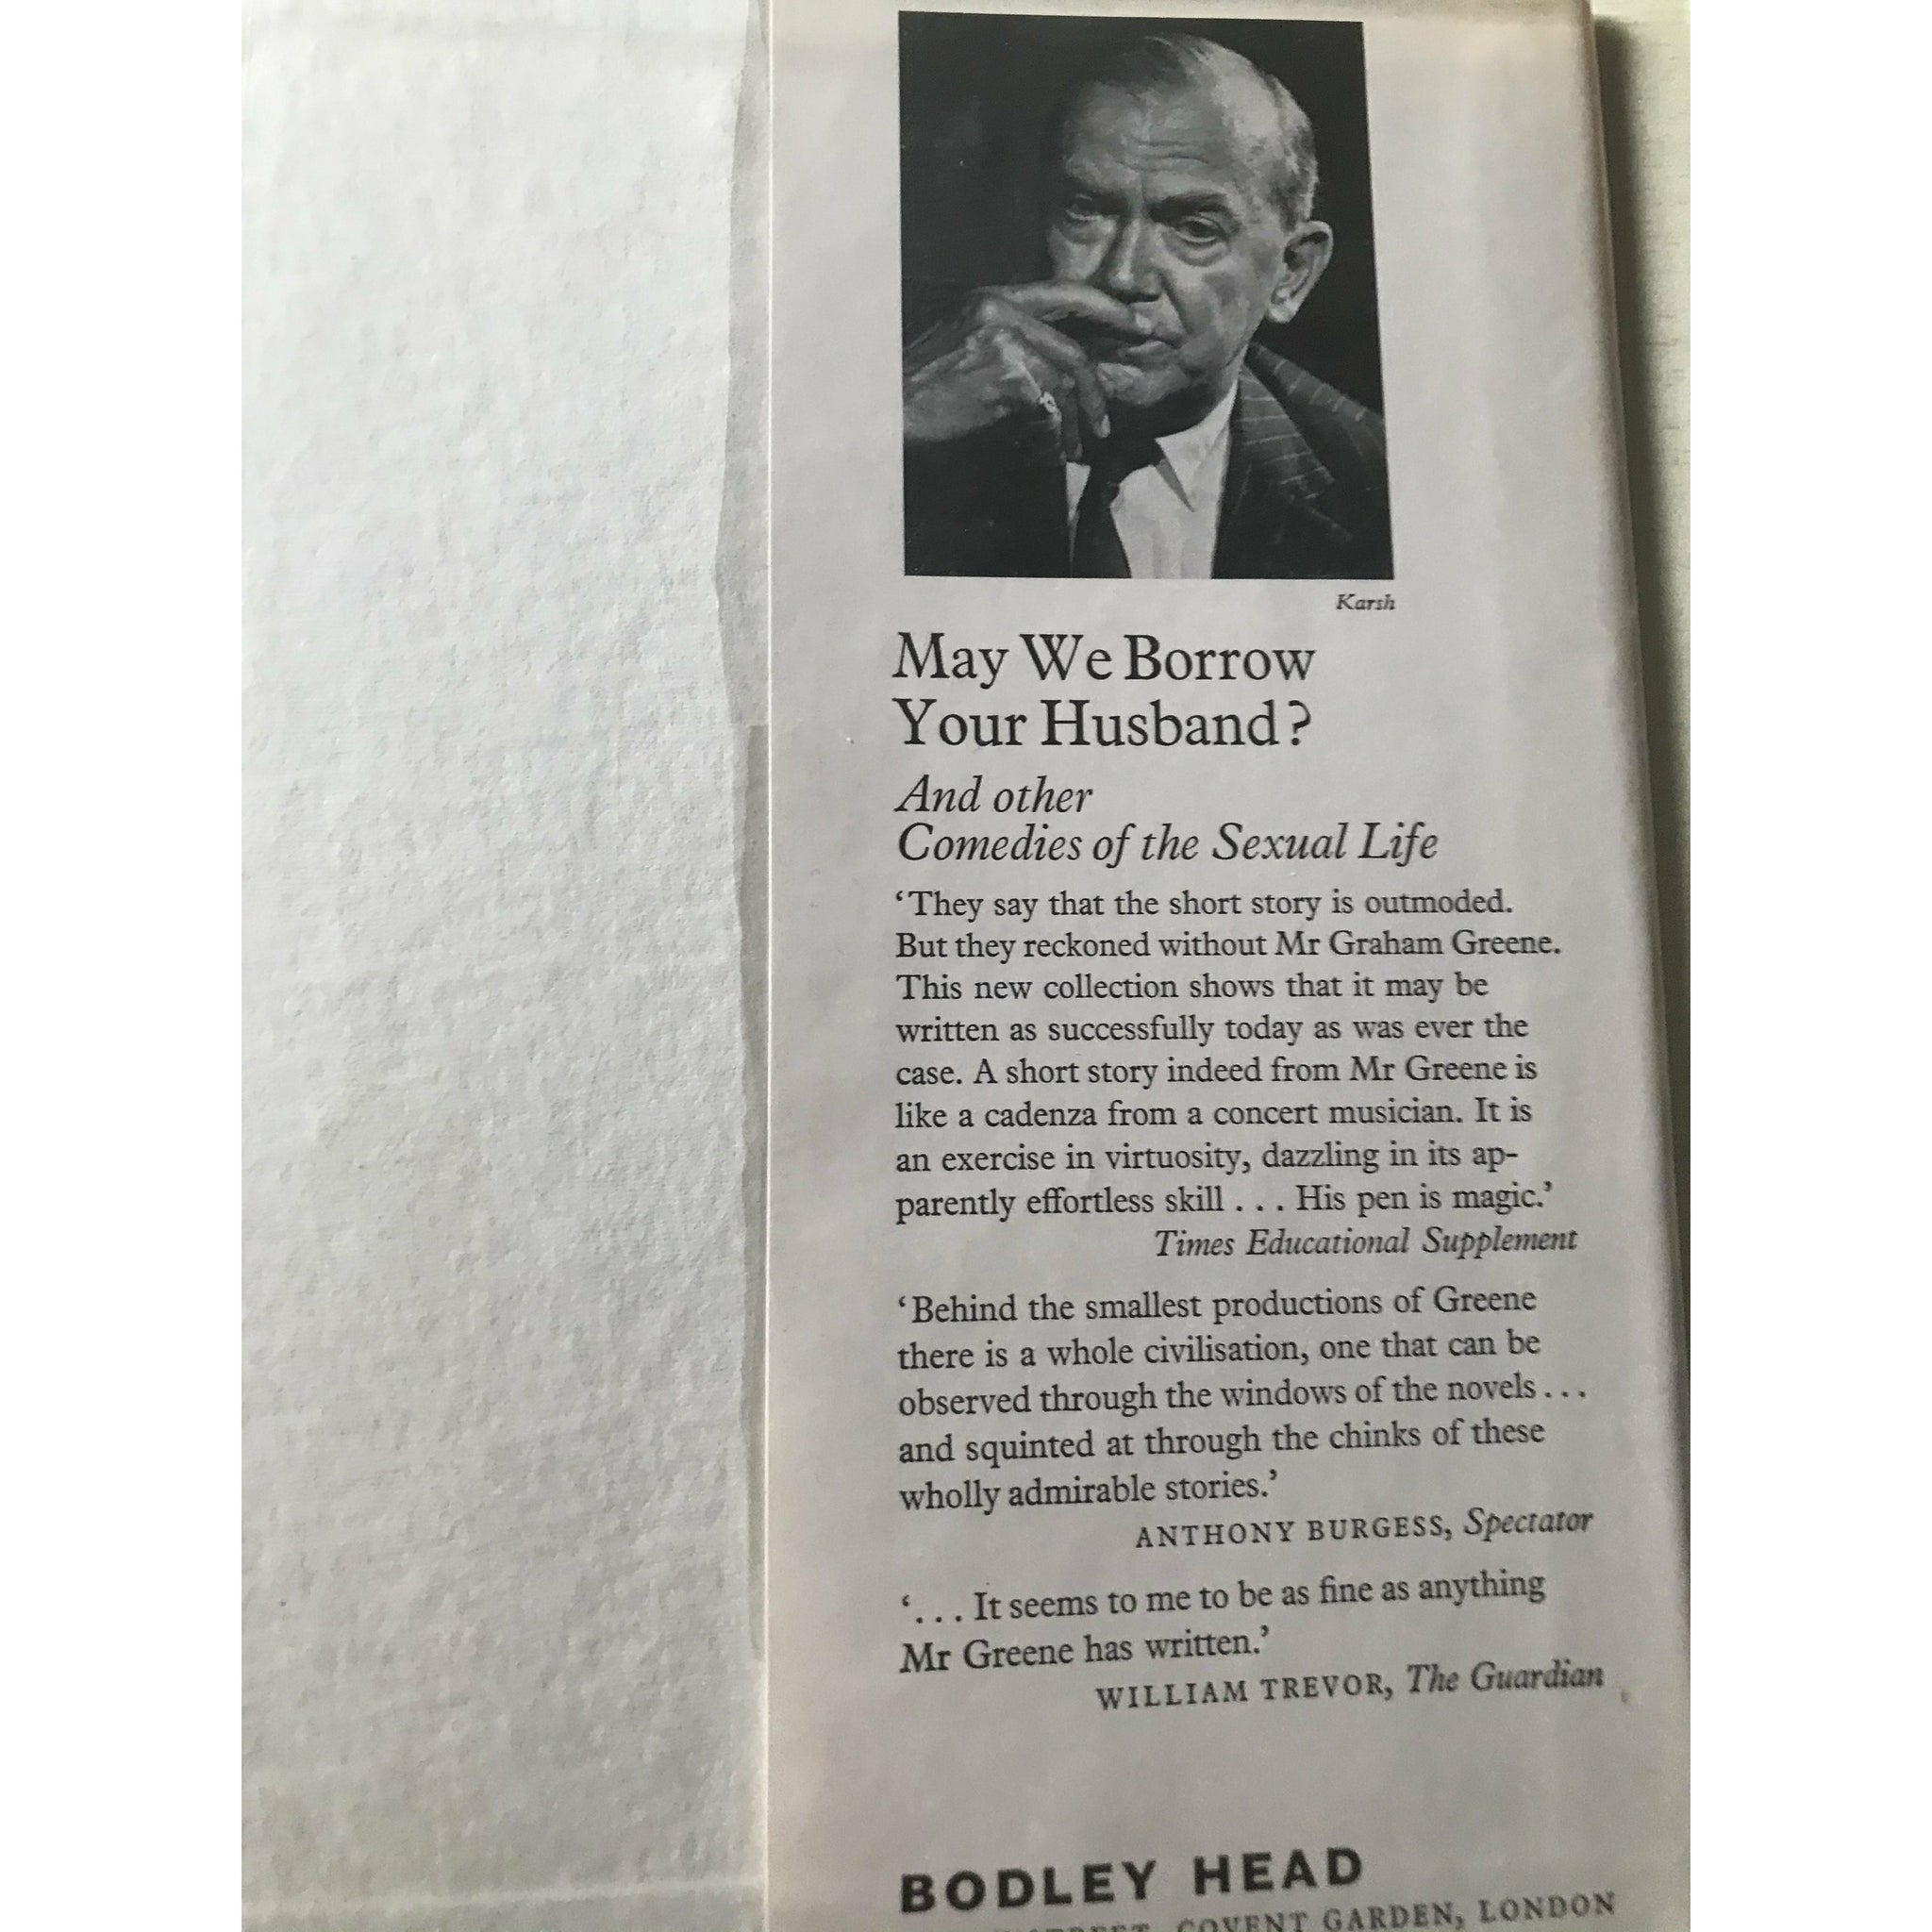 Karsh
May We Borrow
Your Husband?
And other
Comedies of the Sexual Life
‘They say that the short story is outmoded.
But they reckoned without Mr Graham Greene.
This new collection shows that it may be
written as successfully today as was ever the
case. A short story indeed from Mr Greene is
like a cadenza from a concert musician. It is
an exercise in virtuosity, dazzling in its ap-
parently effortless skill . . . His pen is magic.’
Times Educational Supplement
‘Behind the smallest productions of Greene
there is a whole civilisation, one that can be
observed through the windows of the novels . . .
and squinted at through the chinks of these
wholly admirable stories.’
ANTHONY BURGESS, Spectator
‘. . . It seems to me to be as fine as anything
Mr Greene has written.’
WILLIAM TREVOR, The Guardian
BODLEY HEAD
STREET, COVENT GARDEN, LONDON